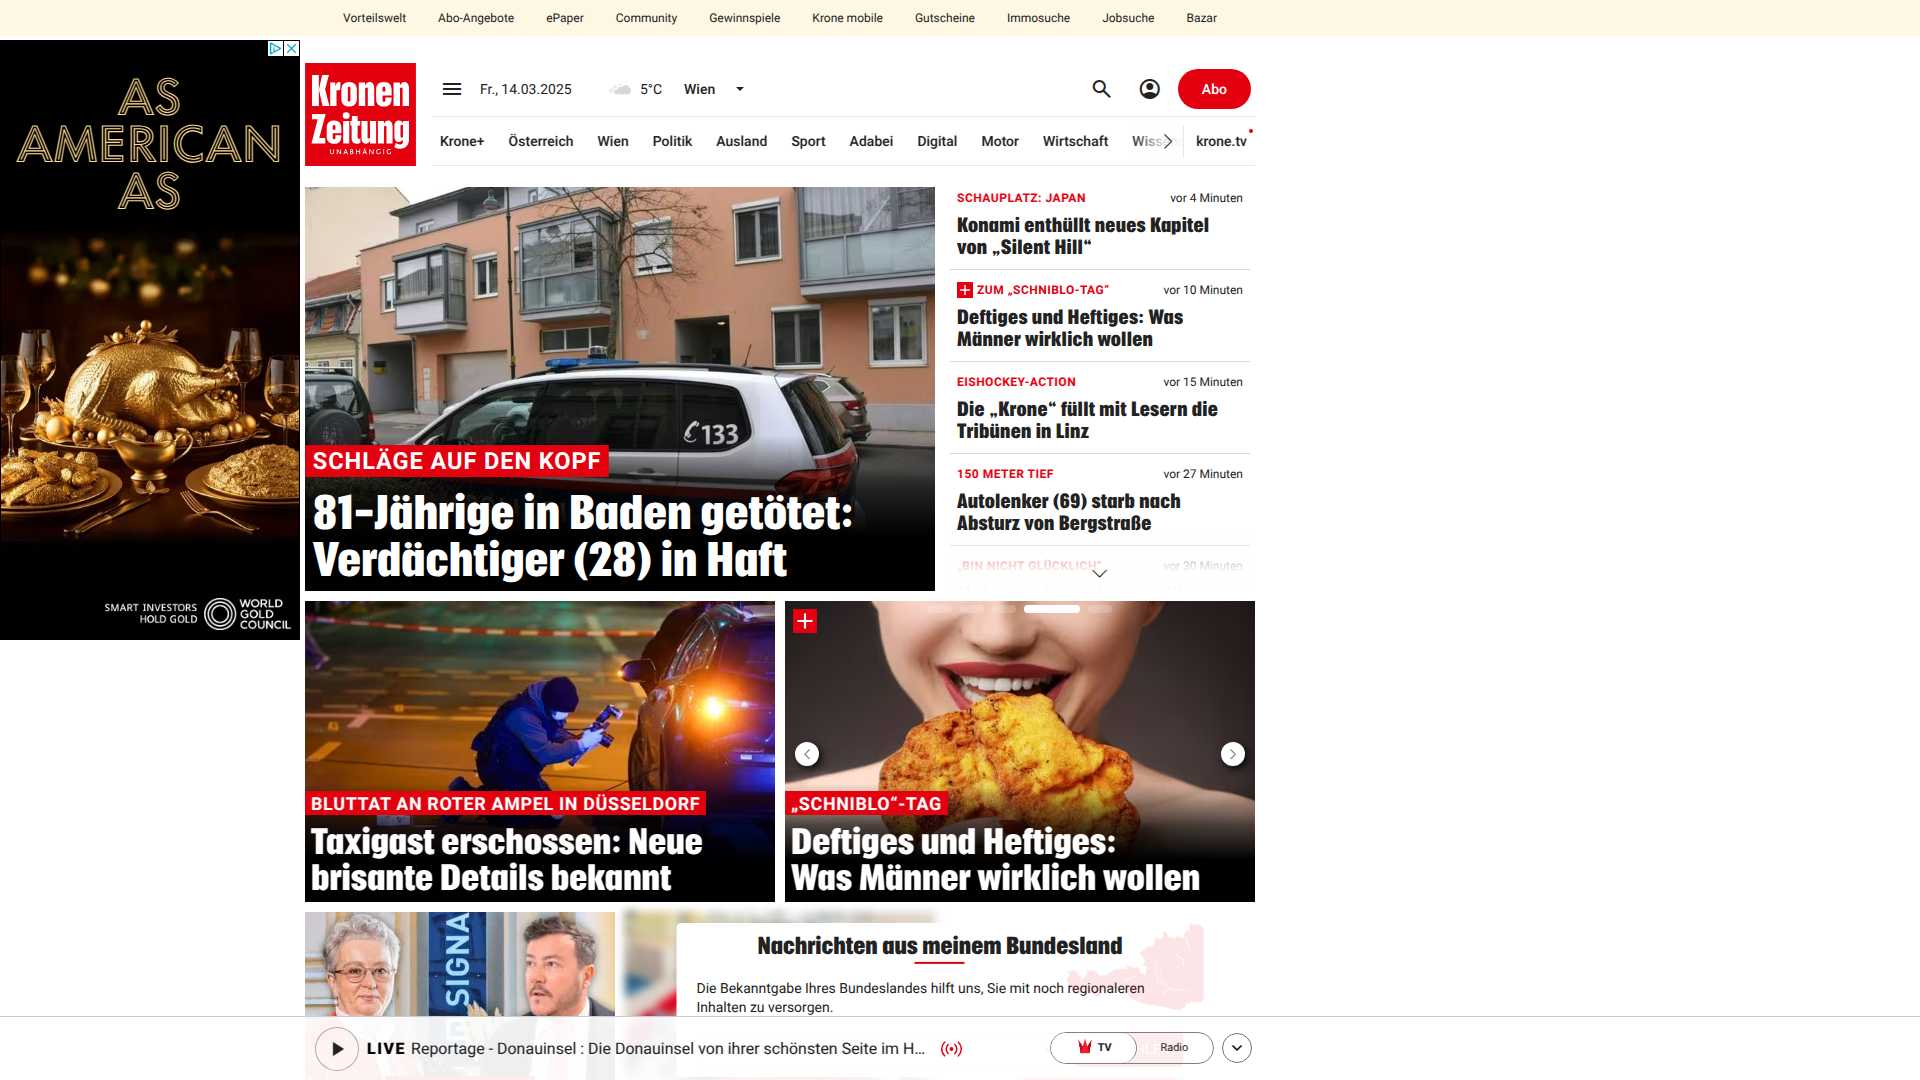 Vorteilswelt
Abo-Angebote
ePaper
Community
Gewinnspiele
Krone mobile
Gutscheine
Immosuche
Jobsuche
Bazar
AS
AMERICAN
AS
SMART INVESTORS
HOLD GOLD
WORLD
GOLD
COUNCIL
Kronen
Zeitung
UNABHÄNGIG
Fr., 14.03.2025
5°C
Wien
Abo
Krone+
Österreich
Wien
Politik
Ausland
Sport
Adabei
Digital
Motor
Wirtschaft
krone.tv
133
SCHLÄGE AUF DEN KOPF
81-Jährige in Baden getötet:
Verdächtiger (28) in Haft
SCHAUPLATZ: JAPAN
vor 4 Minuten
Konami enthüllt neues Kapitel
von „Silent Hill“
ZUM „SCHNIBLO-TAG“
vor 10 Minuten
Deftiges und Heftiges: Was
Männer wirklich wollen
EISHOCKEY-ACTION
vor 15 Minuten
Die „Krone“ füllt mit Lesern die
Tribünen in Linz
150 METER TIEF
vor 27 Minuten
Autolenker (69) starb nach
Absturz von Bergstraße
„BIN NICHT GLÜCKLICH“
vor 30 Minuten
BLUTTAT AN ROTER AMPEL IN DÜSSELDORF
Taxigast erschossen: Neue
brisante Details bekannt
„SCHNIBLO“-TAG
Deftiges und Heftiges:
Was Männer wirklich wollen
SIGNA
Nachrichten aus meinem Bundesland
Die Bekanntgabe Ihres Bundeslandes hilft uns, Sie mit noch regionaleren
Inhalten zu versorgen.
LIVE Reportage - Donauinsel : Die Donauinsel von ihrer schönsten Seite im H...
TV
Radio